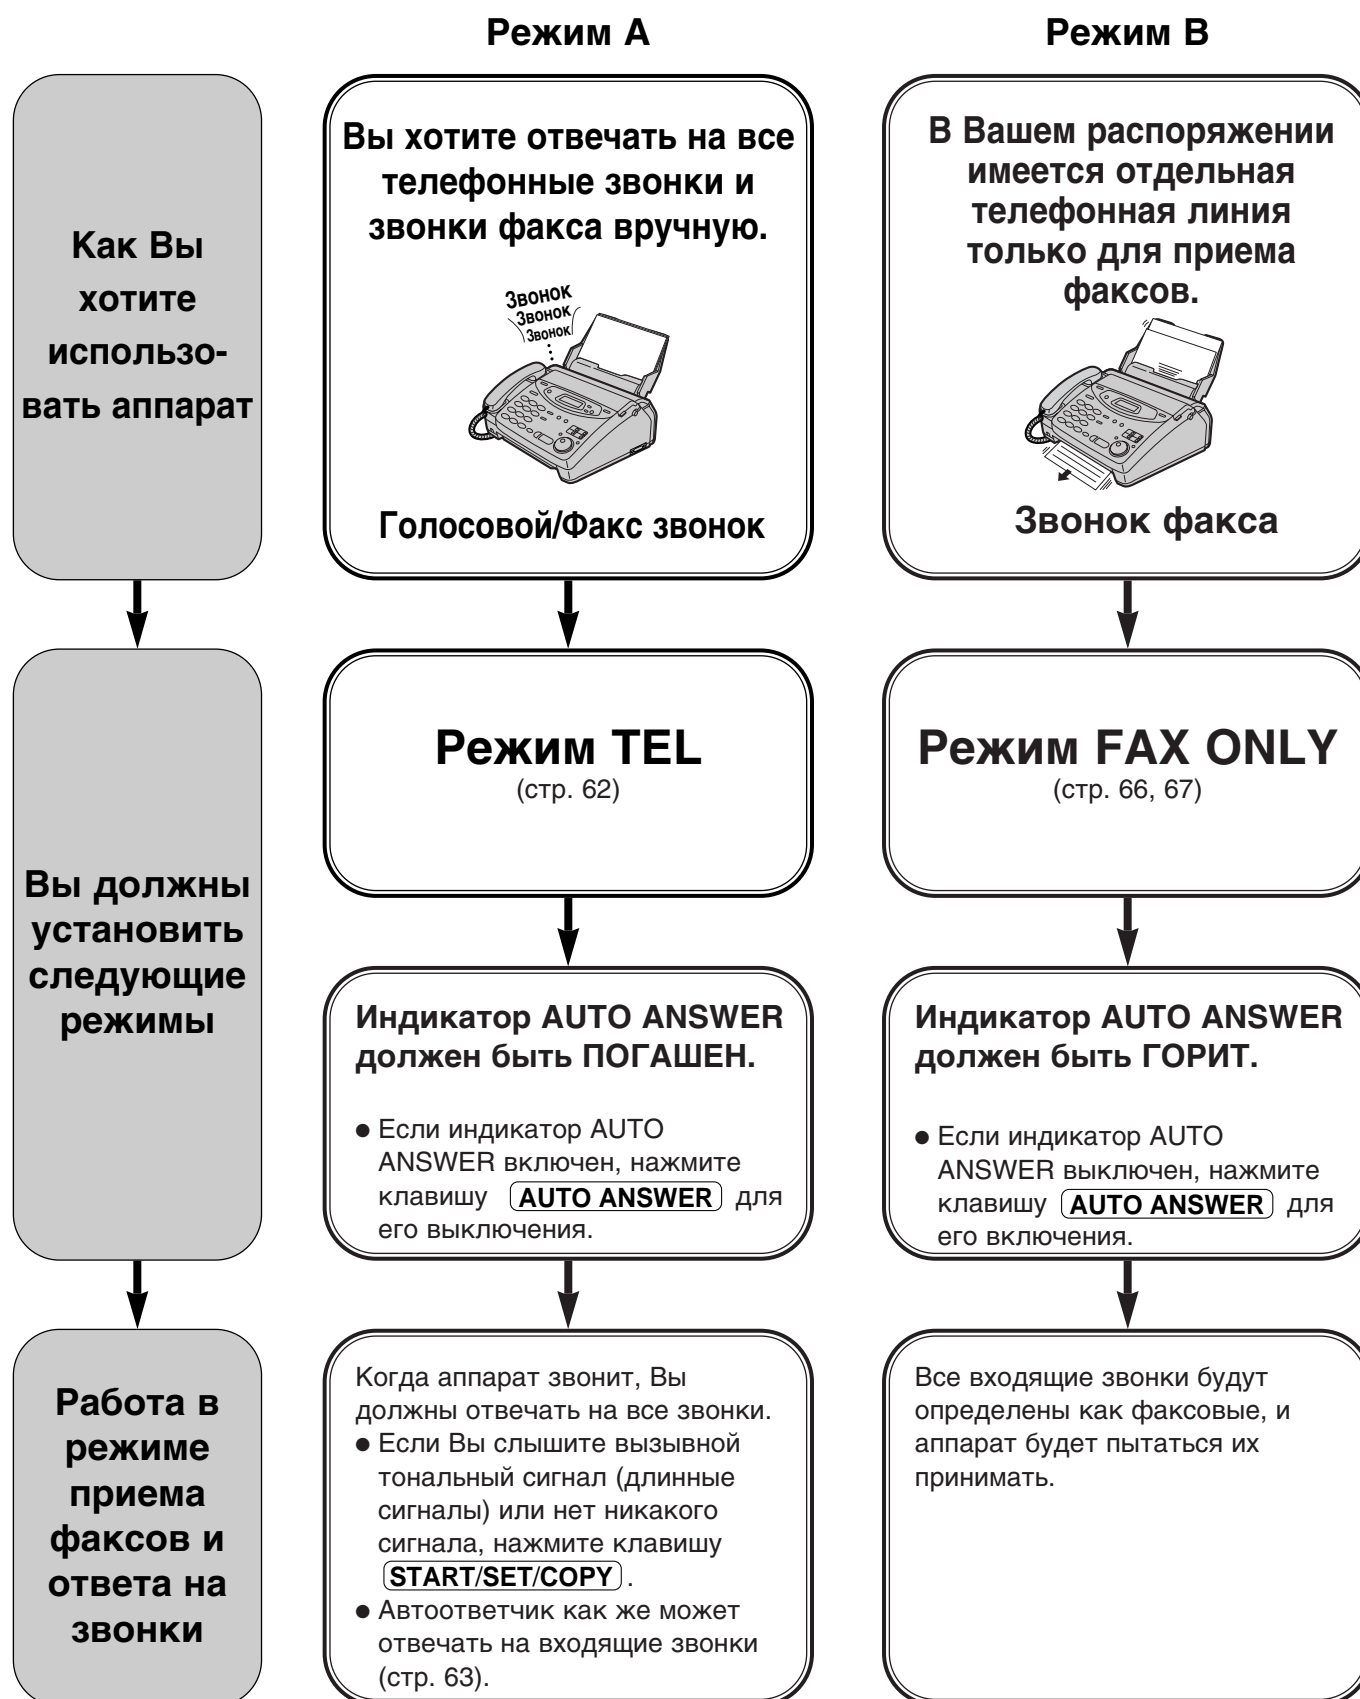 Режим A
Режим B
Как Вы
хотите
использо-
вать аппарат
Вы хотите отвечать на все
телефонные звонки и
звонки факса вручную.
Звонок
Звонок
Звонок
Голосовой/Факс звонок
В Вашем распоряжении
имеется отдельная
телефонная линия
только для приема
факсов.
Звонок факса
Вы должны
установить
следующие
режимы
Режим TEL
(стр. 62)
Режим FAX ONLY
(стр. 66, 67)
Индикатор AUTO ANSWER
должен быть ПОГАШЕН.
● Если индикатор AUTO
ANSWER включен, нажмите
клавишу AUTO ANSWER для
его выключения.
Индикатор AUTO ANSWER
должен быть ГОРИТ.
● Если индикатор AUTO
ANSWER выключен, нажмите
клавишу AUTO ANSWER для
его включения.
Работа в
режиме
приема
факсов и
ответа на
звонки
Когда аппарат звонит, Вы
должны отвечать на все звонки.
● Если Вы слышите вызывной
тональный сигнал (длинные
сигналы) или нет никакого
сигнала, нажмите клавишу
START/SET/COPY.
● Автоответчик как же может
отвечать на входящие звонки
(стр. 63).
Все входящие звонки будут
определены как факсовые, и
аппарат будет пытаться их
принимать.